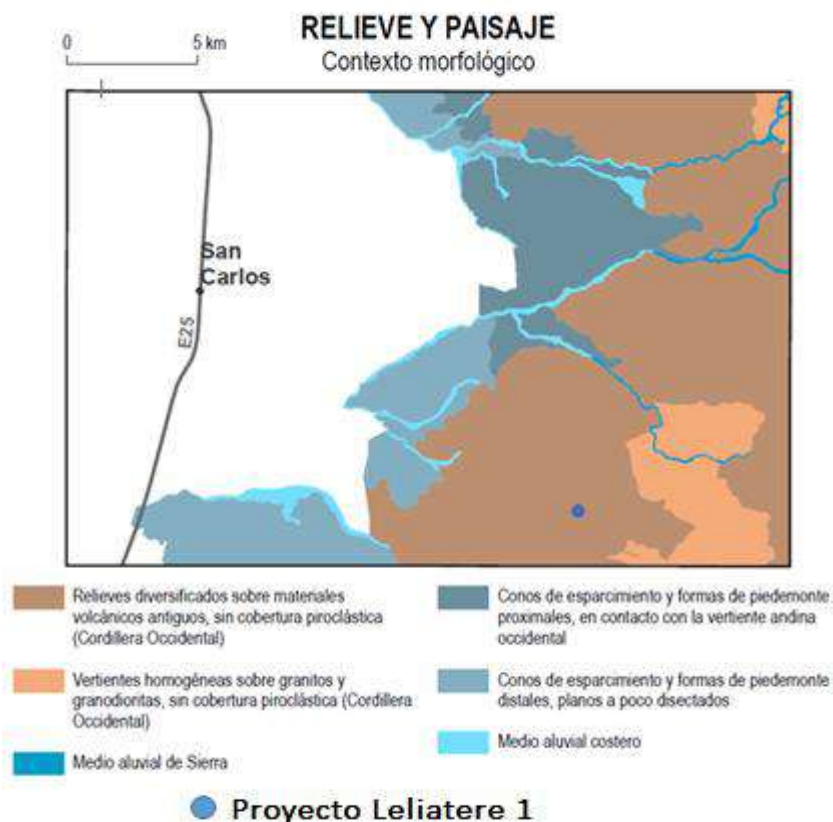 RELIEVE Y PAISAJE
Contexto morfológico
0 5 km
San
Carlos
E25
Relieves diversificados sobre materiales
volcánicos antiguos, sin cobertura piroclástica
(Cordillera Occidental)
Vertientes homogéneas sobre granitos y
granodioritas, sin cobertura piroclástica (Cordillera
Occidental)
Medio aluvial de Sierra
Conos de esparcimiento y formas de piedemonte
proximales, en contacto con la vertiente andina
occidental
Conos de esparcimiento y formas de piedemonte
distales, planos a poco disectados
Medio aluvial costero
Proyecto Leliatere 1